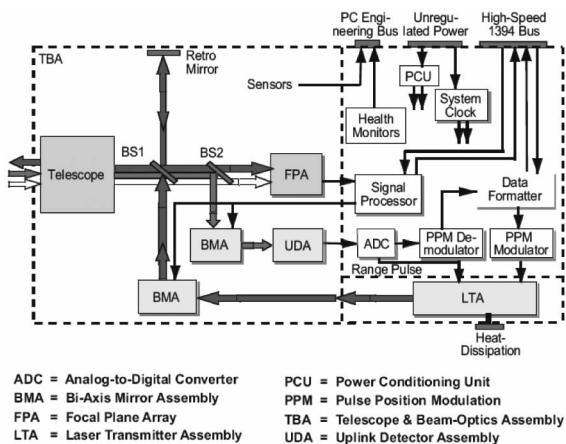 PC Engi-
neering Bus
Unregu-
lated Power
High-Speed
1394 Bus
TBA
Retro
Mirror
Sensors
PCU
System
Clock
Health
Monitors
BS1
BS2
Telescope
FPA
Signal
Processor
Data
Formatter
BMA
UDA
ADC
PPM De-
modulator
PPM
Modulator
Range Pulse
BMA
LTA
Heat-
Dissipation
ADC = Analog-to-Digital Converter
BMA = Bi-Axis Mirror Assembly
FPA = Focal Plane Array
LTA = Laser Transmitter Assembly
PCU = Power Conditioning Unit
PPM = Pulse Position Modulation
TBA = Telescope & Beam-Optics Assembly
UDA = Uplink Detector Assembly